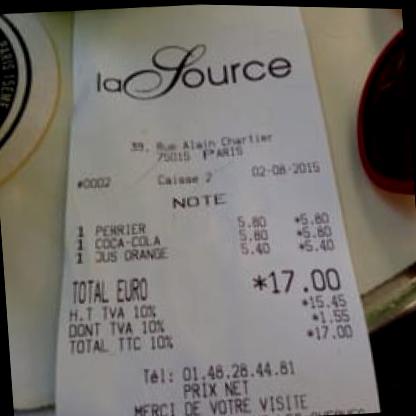 la Source
39, Rue Alain Chartier
75015 PARIS
#0002 Caisse 2 02-08-2015
NOTE
1 PERRIER 5.80 *5.80
1 COCA-COLA 5.80 *5.80
1 JUS ORANGE 5.40 *5.40
TOTAL EURO *17.00
H.T TVA 10% *15.45
DONT TVA 10% *1.55
TOTAL TTC 10% *17.00
Tél: 01.48.28.44.81
PRIX NET
MERCI DE VOTRE VISITE